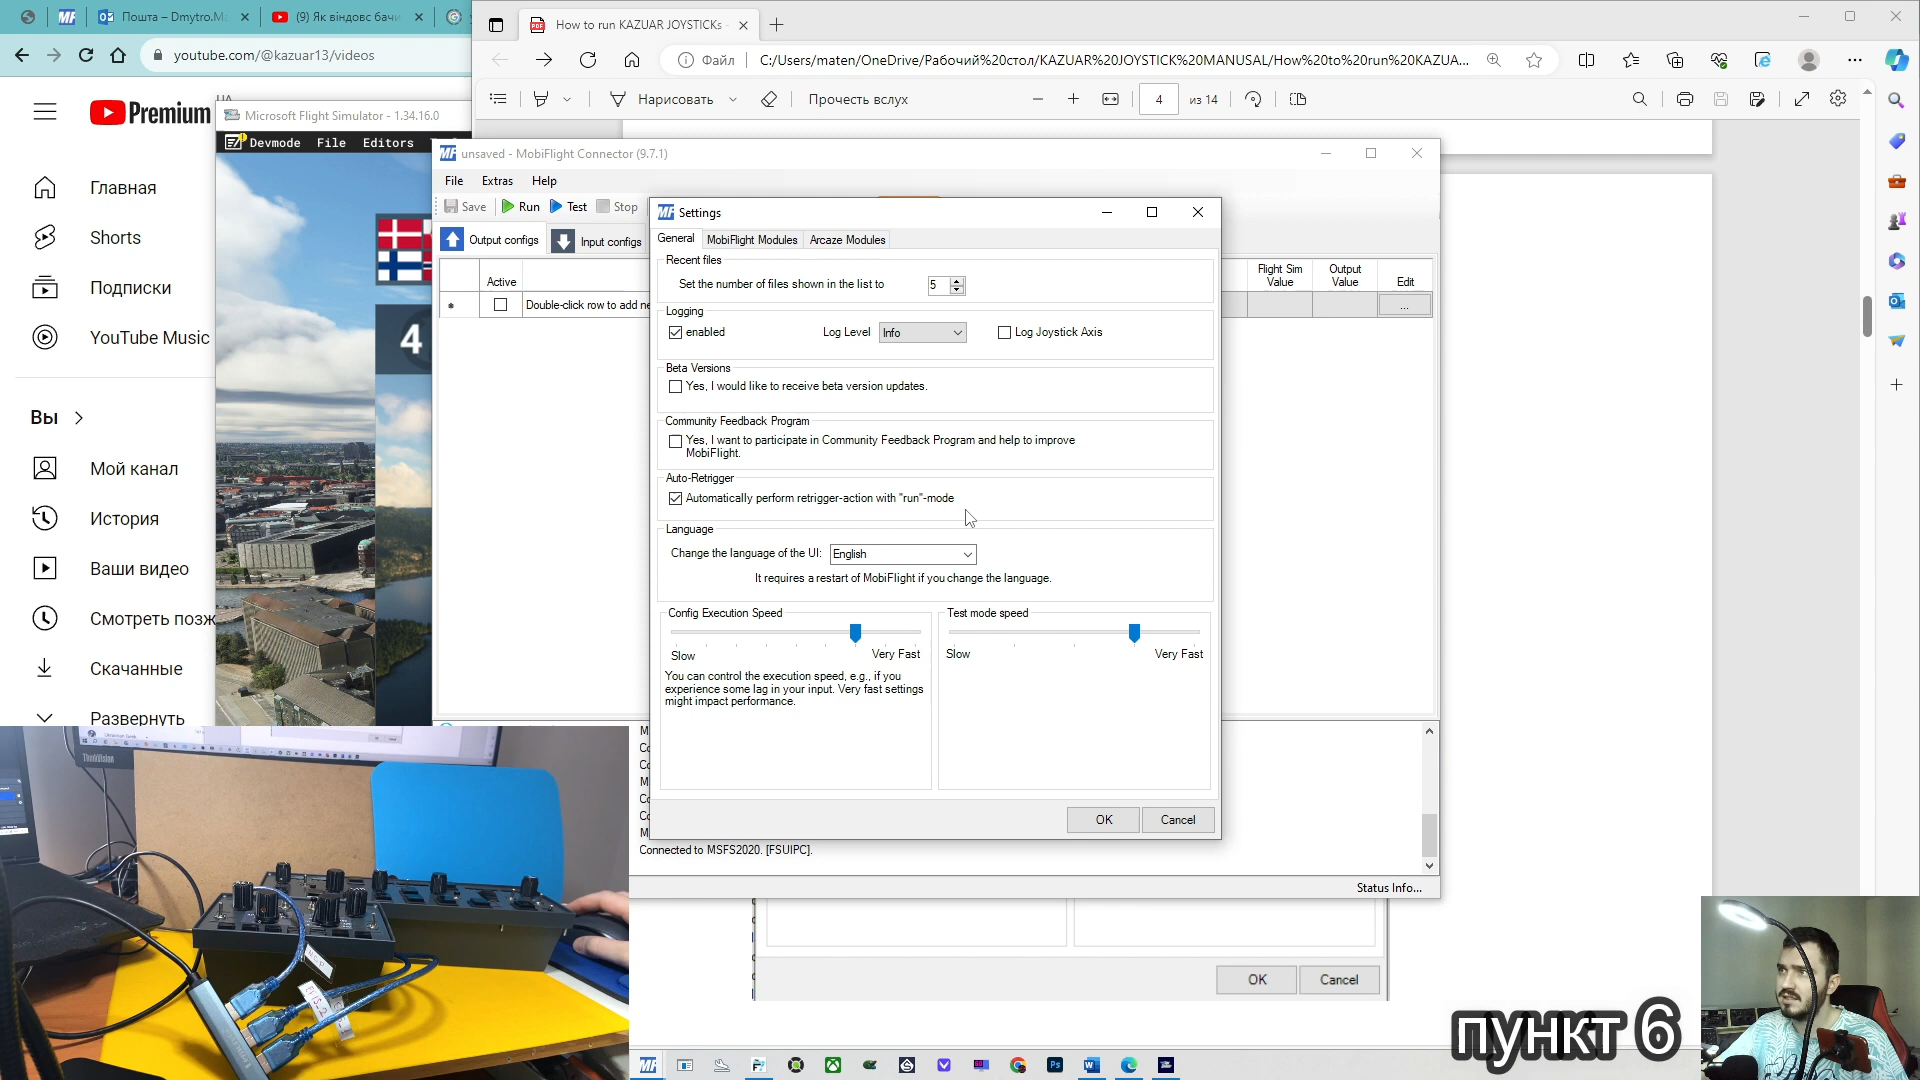 Пошта – Dmytro.Ma
(9) Як віндовс бачи
How to run KAZUAR JOYSTICKs
youtube.com/@kazuar13/videos
Файл
C:/Users/maten/OneDrive/Рабочий%20стол/KAZUAR%20JOYSTICK%20MANUSAL/How%20to%20run%20KAZUA...
Нарисовать
Прочесть вслух
4
из 14
Premium
UA
Microsoft Flight Simulator - 1.34.16.0
Devmode File Editors
unsaved - MobiFlight Connector (9.7.1)
File Extras Help
Save Run Test Stop
Output configs
Input configs
Active
Flight Sim Value
Output Value
Edit
Double-click row to add ne
...
Главная
Shorts
Подписки
YouTube Music
Вы
Мой канал
История
Ваши видео
Смотреть позж
Скачанные
Развернуть
4
Settings
General MobiFlight Modules Arcaze Modules
Recent files
Set the number of files shown in the list to 5
Logging
enabled
Log Level Info
Log Joystick Axis
Beta Versions
Yes, I would like to receive beta version updates.
Community Feedback Program
Yes, I want to participate in Community Feedback Program and help to improve
MobiFlight.
Auto-Retrigger
Automatically perform retrigger-action with "run"-mode
Language
Change the language of the UI: English
It requires a restart of MobiFlight if you change the language.
Config Execution Speed
Slow Very Fast
You can control the execution speed, e.g., if you
experience some lag in your input. Very fast settings
might impact performance.
Test mode speed
Slow Very Fast
OK Cancel
Connected to MSFS2020. [FSUIPC].
Status Info...
OK Cancel
ThinkVision
пункт 6